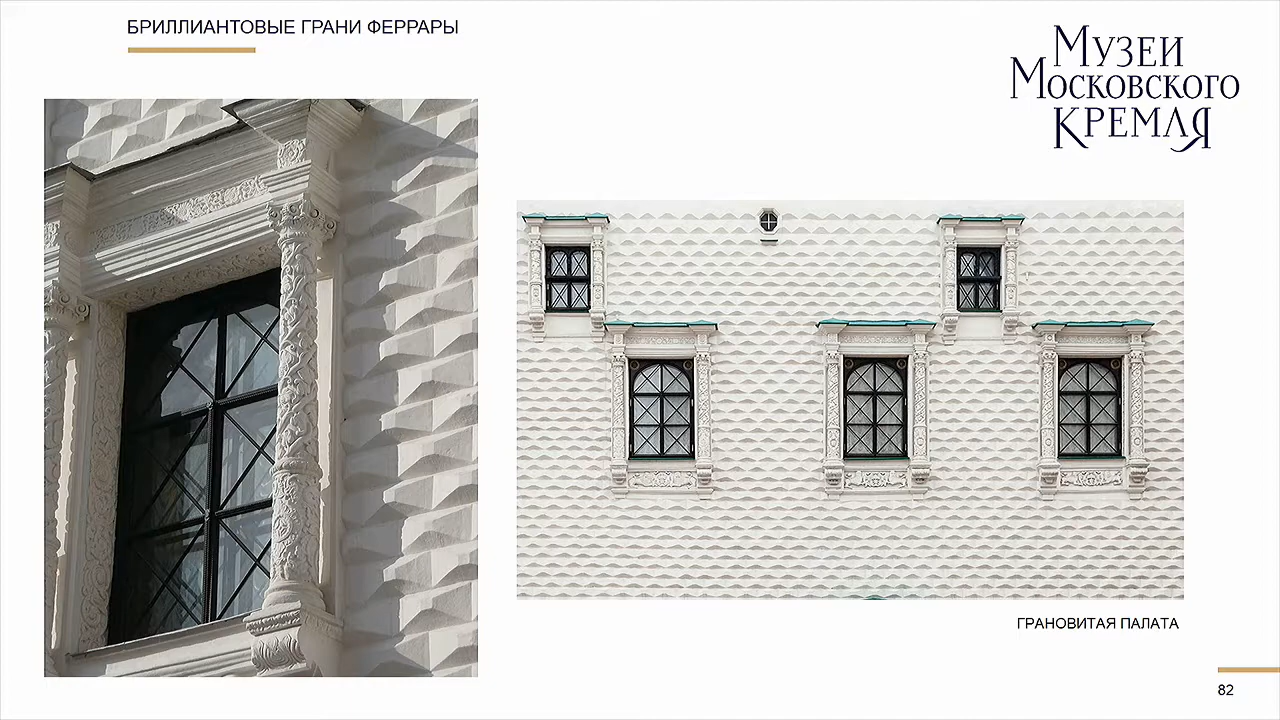 БРИЛЛИАНТОВЫЕ ГРАНИ ФЕРРАРЫ
МУЗЕИ
МОСКОВСКОГО
КРЕМЛЯ
ГРАНОВИТАЯ ПАЛАТА
82